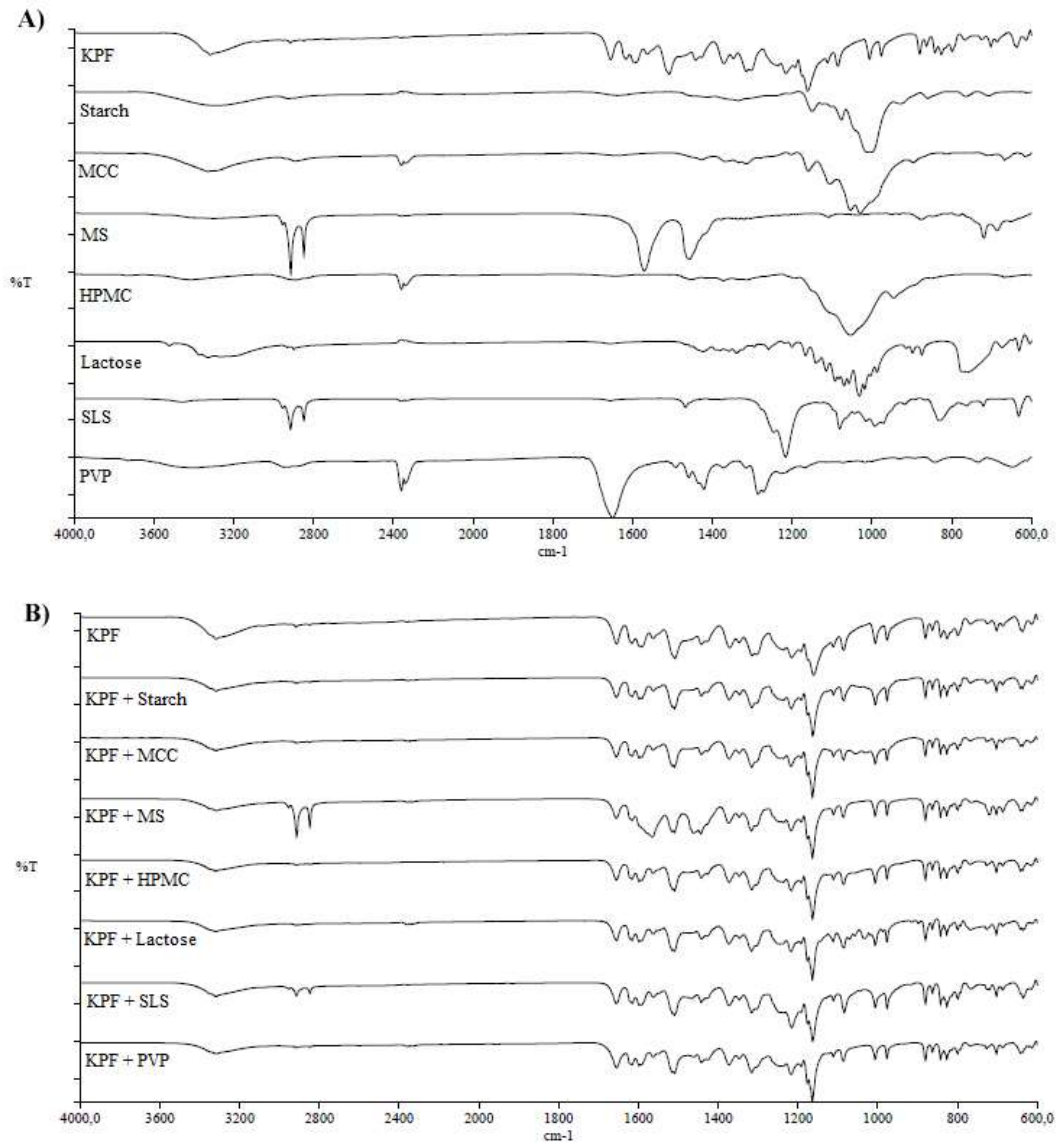 A)
KPF
Starch
MCC
MS
%T
HPMC
Lactose
SLS
PVP
4000,0 3600 3200 2800 2400 2000 1800 1600 1400 1200 1000 800 600,0
cm-1
B)
KPF
KPF + Starch
KPF + MCC
KPF + MS
%T
KPF + HPMC
KPF + Lactose
KPF + SLS
KPF + PVP
4000,0 3600 3200 2800 2400 2000 1800 1600 1400 1200 1000 800 600,0
cm-1